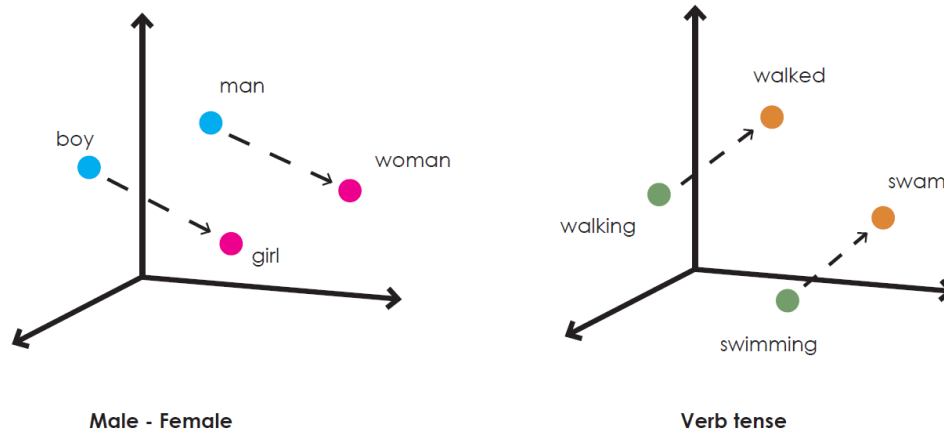 man
boy
woman
girl
Male - Female
walked
swam
walking
swimming
Verb tense